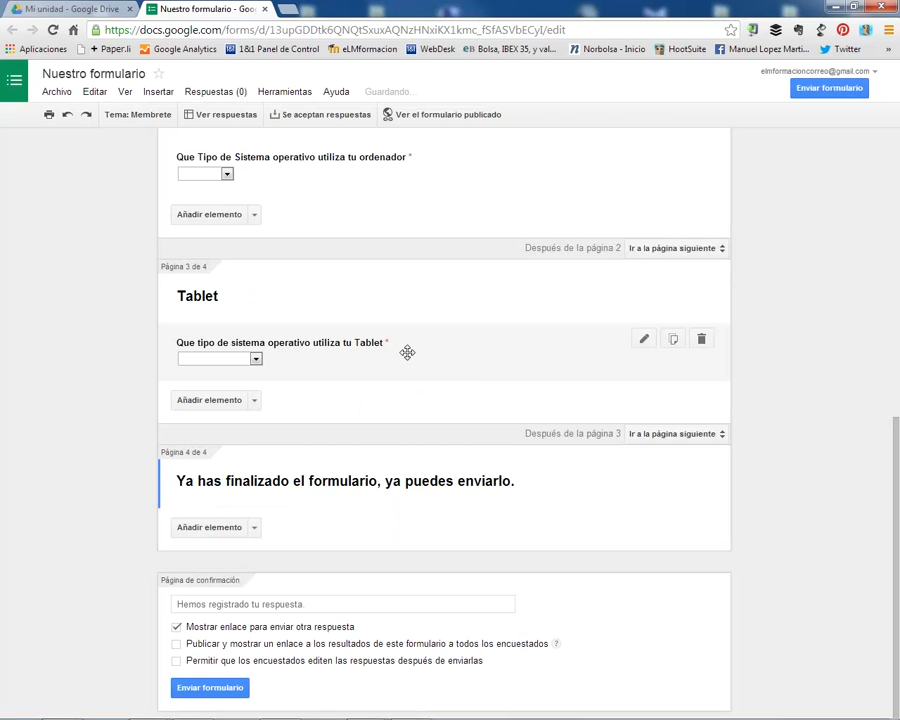 Mi unidad - Google Drive
Nuestro formulario - Goo
https://docs.google.com/forms/d/13upGDDtk6QNQtSxuxAQNzHNxiKX1kmc_fSfASVbECyI/edit
Aplicaciones
+ Paper.li
Google Analytics
1&1 Panel de Control
eLMformacion
WebDesk
Bolsa, IBEX 35, y val...
Norbolsa - Inicio
HootSuite
Manuel Lopez Marti...
Twitter
»
Nuestro formulario
elmformacioncorreo@gmail.com
Archivo Editar Ver Insertar Respuestas (0) Herramientas Ayuda Guardando...
Enviar formulario
Tema: Membrete
Ver respuestas
Se aceptan respuestas
Ver el formulario publicado
Que Tipo de Sistema operativo utiliza tu ordenador *
Añadir elemento
Después de la página 2 Ir a la página siguiente
Página 3 de 4
Tablet
Que tipo de sistema operativo utiliza tu Tablet *
Añadir elemento
Después de la página 3 Ir a la página siguiente
Página 4 de 4
Ya has finalizado el formulario, ya puedes enviarlo.
Añadir elemento
Página de confirmación
Hemos registrado tu respuesta.
Mostrar enlace para enviar otra respuesta
Publicar y mostrar un enlace a los resultados de este formulario a todos los encuestados ?
Permitir que los encuestados editen las respuestas después de enviarlas
Enviar formulario